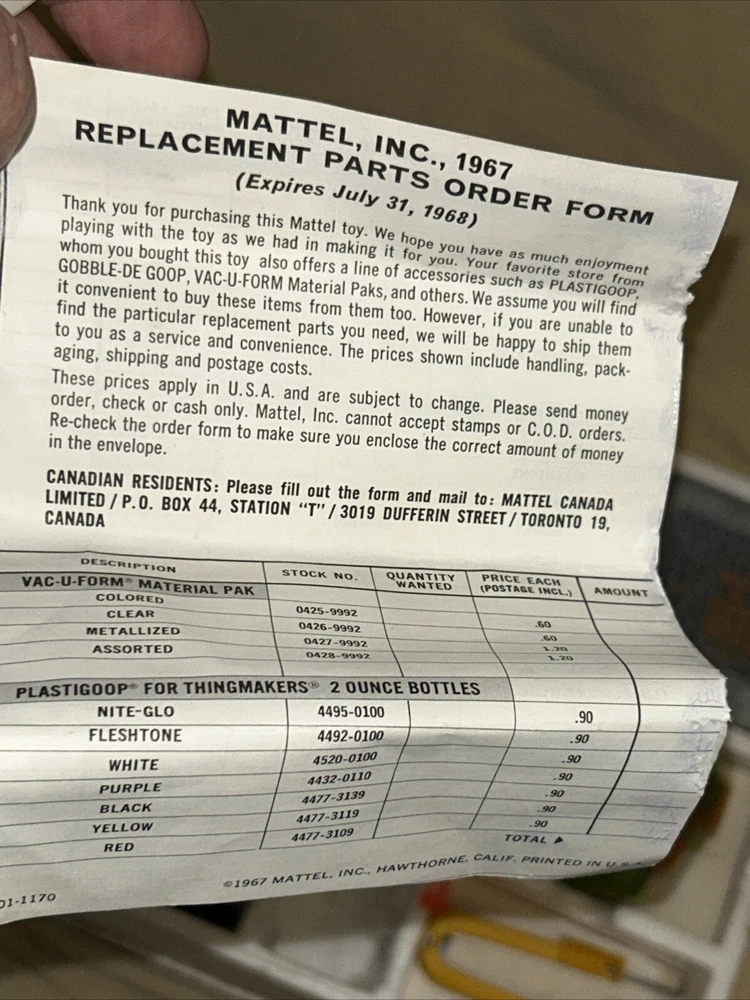 MATTEL, INC., 1967
REPLACEMENT PARTS ORDER FORM
(Expires July 31, 1968)
Thank you for purchasing this Mattel toy. We hope you have as much enjoyment
playing with the toy as we had in making it for you. Your favorite store from
whom you bought this toy also offers a line of accessories such as PLASTIGOOP,
GOBBLE-DE GOOP, VAC-U-FORM Material Paks, and others. We assume you will find
it convenient to buy these items from them too. However, if you are unable to
find the particular replacement parts you need, we will be happy to ship them
to you as a service and convenience. The prices shown include handling, pack-
aging, shipping and postage costs.
These prices apply in U.S.A. and are subject to change. Please send money
order, check or cash only. Mattel, Inc. cannot accept stamps or C.O.D. orders.
Re-check the order form to make sure you enclose the correct amount of money
in the envelope.
CANADIAN RESIDENTS: Please fill out the form and mail to: MATTEL CANADA
LIMITED / P.O. BOX 44, STATION "T" / 3019 DUFFERIN STREET / TORONTO 19,
CANADA
DESCRIPTION STOCK NO. QUANTITY WANTED PRICE EACH (POSTAGE INCL.) AMOUNT
VAC-U-FORM® MATERIAL PAK
COLORED 0425-9992 .60
CLEAR 0426-9992 .60
METALLIZED 0427-9992 1.20
ASSORTED 0428-9992 1.20
PLASTIGOOP® FOR THINGMAKERS® 2 OUNCE BOTTLES
NITE-GLO 4495-0100 .90
FLESHTONE 4492-0100 .90
WHITE 4520-0100 .90
PURPLE 4432-0110 .90
BLACK 4477-3139 .90
YELLOW 4477-3119 .90
RED 4477-3109 .90
TOTAL ▶
©1967 MATTEL, INC., HAWTHORNE, CALIF. PRINTED IN U.S.
01-1170